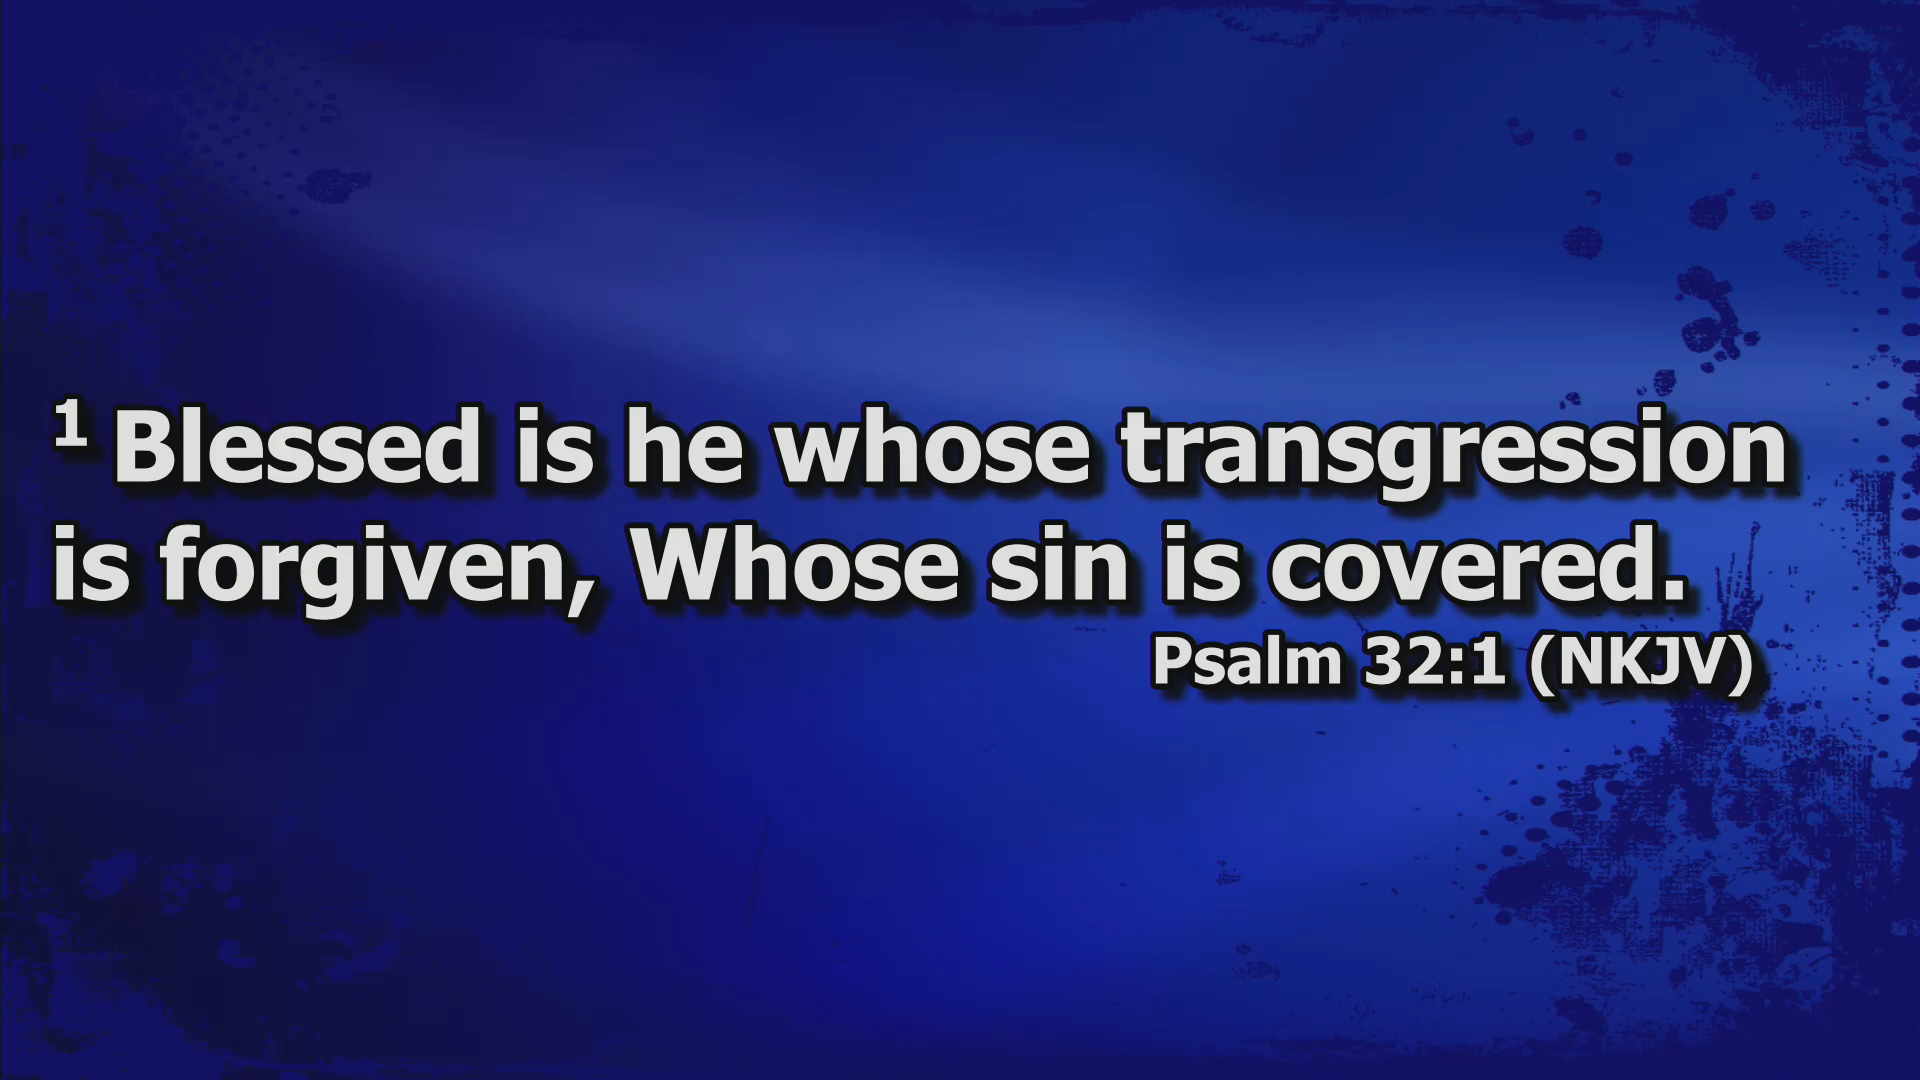 1 Blessed is he whose transgression
is forgiven, Whose sin is covered.
Psalm 32:1 (NKJV)